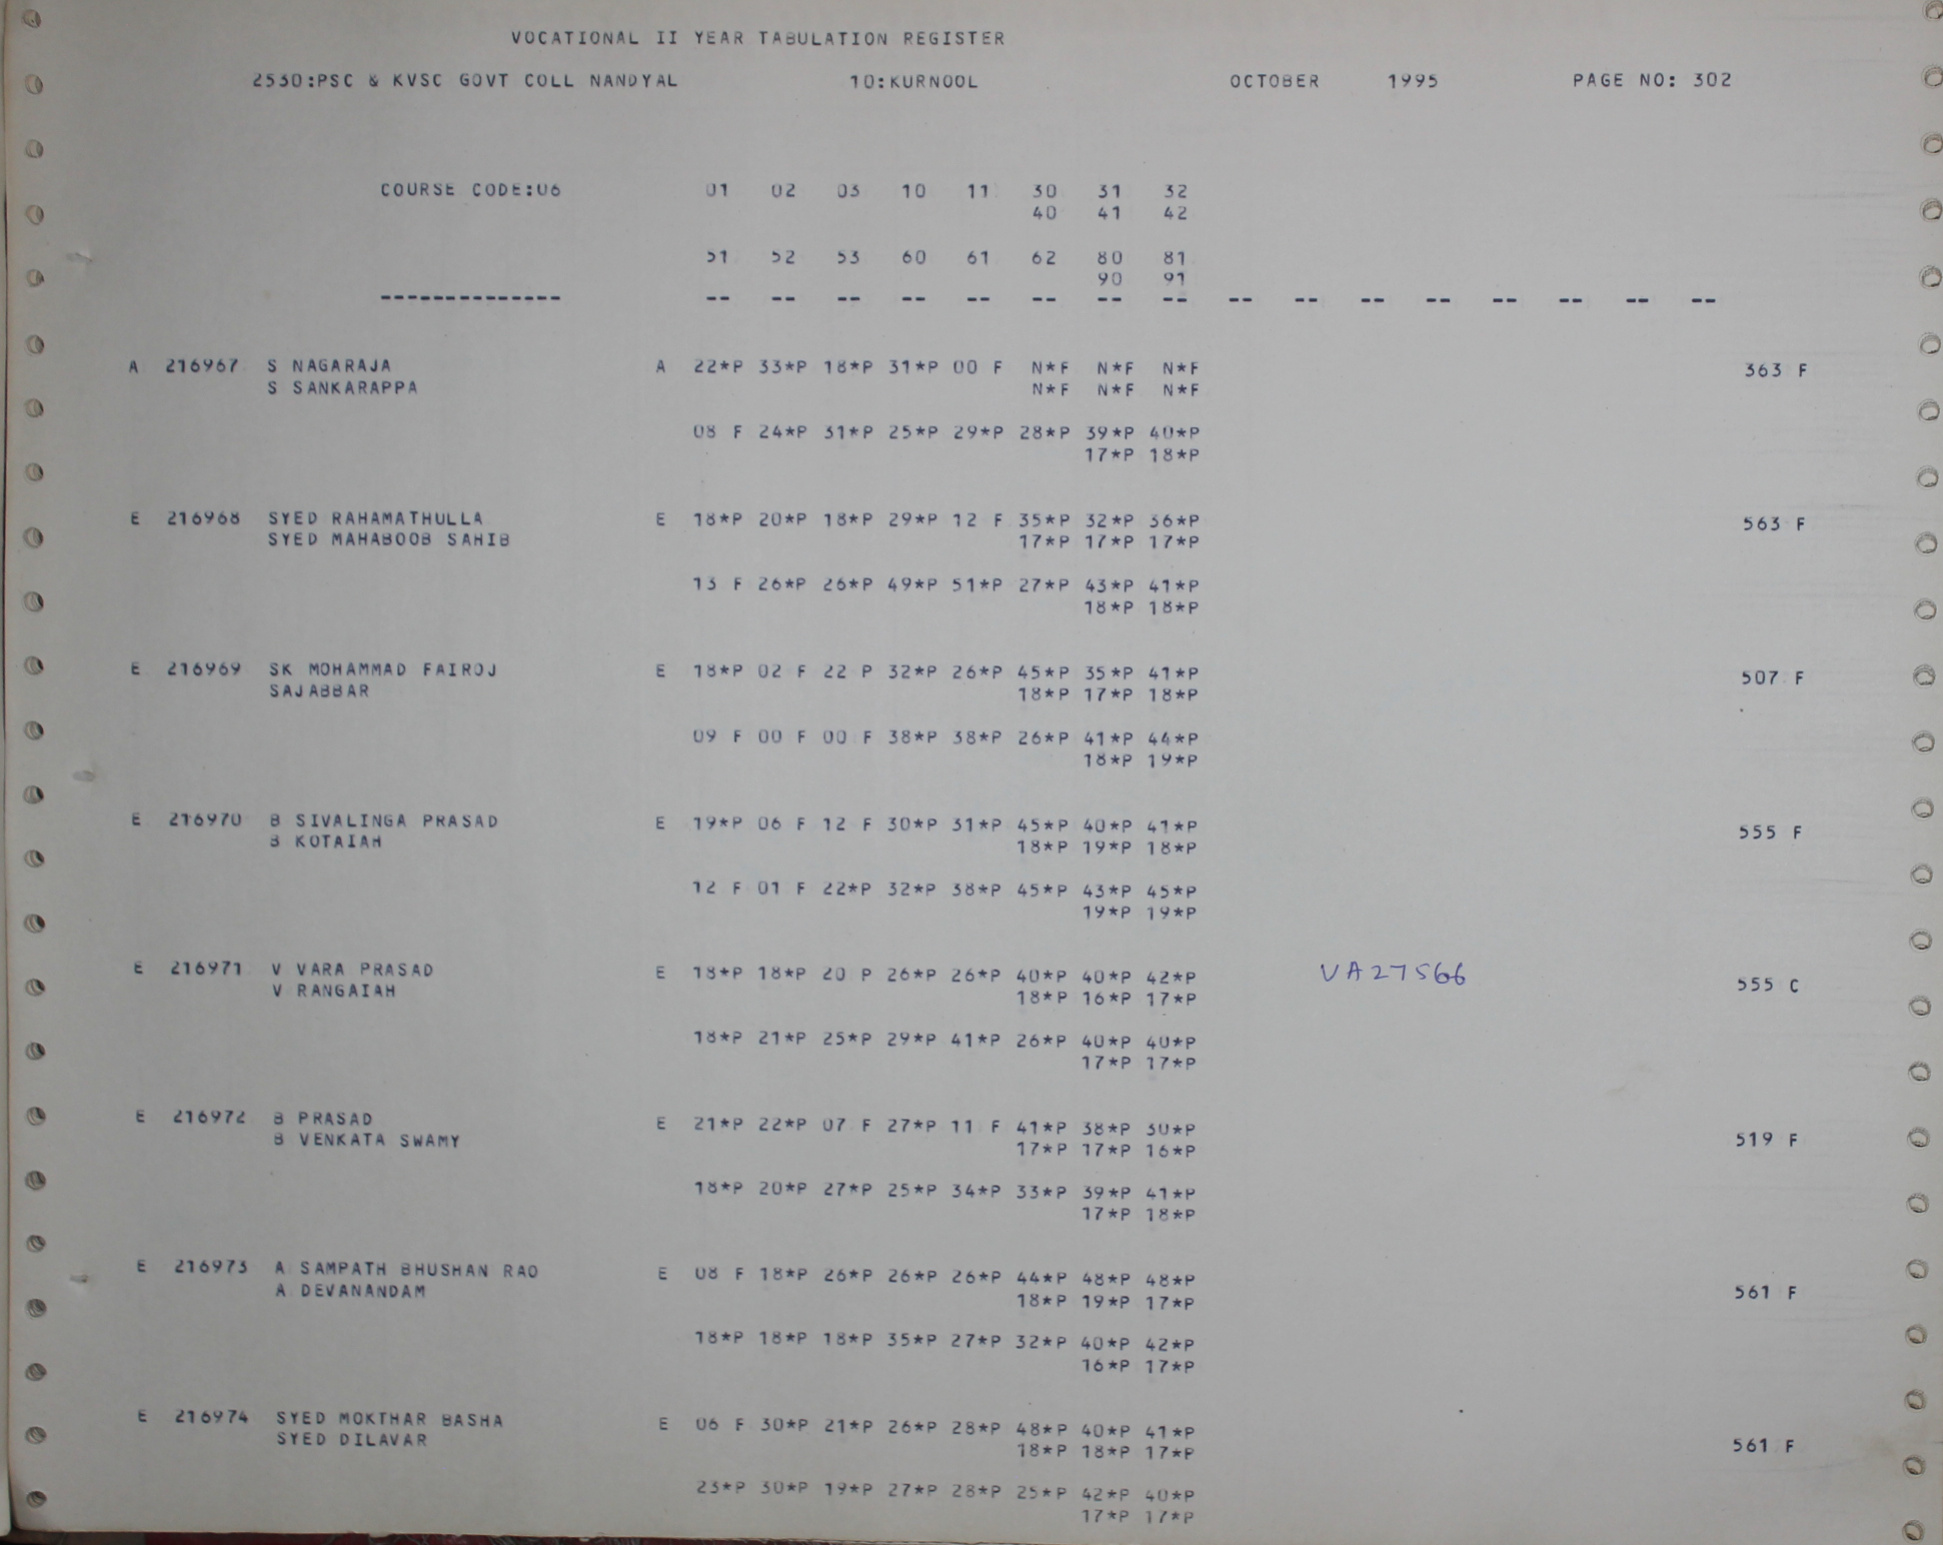 VOCATIONAL II YEAR TABULATION REGISTER
2530:PSC & KVSC GOVT COLL NANDYAL 10:KURNOOL OCTOBER 1995 PAGE NO: 302
COURSE CODE:U6 01 02 03 10 11 30 31 32
40 41 42
51 52 53 60 61 62 80 81
90 91
-------------- -- -- -- -- -- -- -- -- -- -- -- -- -- -- -- --
A 216967 S NAGARAJA A 22*P 33*P 18*P 31*P 00 F N*F N*F N*F 363 F
S SANKARAPPA N*F N*F N*F
08 F 24*P 31*P 25*P 29*P 28*P 39*P 40*P
17*P 18*P
E 216968 SYED RAHAMATHULLA E 18*P 20*P 18*P 29*P 12 F 35*P 32*P 36*P 563 F
SYED MAHABOOB SAHIB 17*P 17*P 17*P
13 F 26*P 26*P 49*P 51*P 27*P 43*P 41*P
18*P 18*P
E 216969 SK MOHAMMAD FAIROJ E 18*P 02 F 22 P 32*P 26*P 45*P 35*P 41*P 507 F
SAJABBAR 18*P 17*P 18*P
09 F 00 F 00 F 38*P 38*P 26*P 41*P 44*P
18*P 19*P
E 216970 B SIVALINGA PRASAD E 19*P 06 F 12 F 30*P 31*P 45*P 40*P 41*P 555 F
B KOTAIAH 18*P 19*P 18*P
12 F 01 F 22*P 32*P 38*P 45*P 43*P 45*P
19*P 19*P
E 216971 V VARA PRASAD E 18*P 18*P 20 P 26*P 26*P 40*P 40*P 42*P VA27566 555 C
V RANGAIAH 18*P 16*P 17*P
18*P 21*P 25*P 29*P 41*P 26*P 40*P 40*P
17*P 17*P
E 216972 B PRASAD E 21*P 22*P 07 F 27*P 11 F 41*P 38*P 30*P 519 F
B VENKATA SWAMY 17*P 17*P 16*P
18*P 20*P 27*P 25*P 34*P 33*P 39*P 41*P
17*P 18*P
E 216973 A SAMPATH BHUSHAN RAO E 08 F 18*P 26*P 26*P 26*P 44*P 48*P 48*P 561 F
A DEVANANDAM 18*P 19*P 17*P
18*P 18*P 18*P 35*P 27*P 32*P 40*P 42*P
16*P 17*P
E 216974 SYED MOKTHAR BASHA E 06 F 30*P 21*P 26*P 28*P 48*P 40*P 41*P 561 F
SYED DILAVAR 18*P 18*P 17*P
23*P 30*P 19*P 27*P 28*P 25*P 42*P 40*P
17*P 17*P